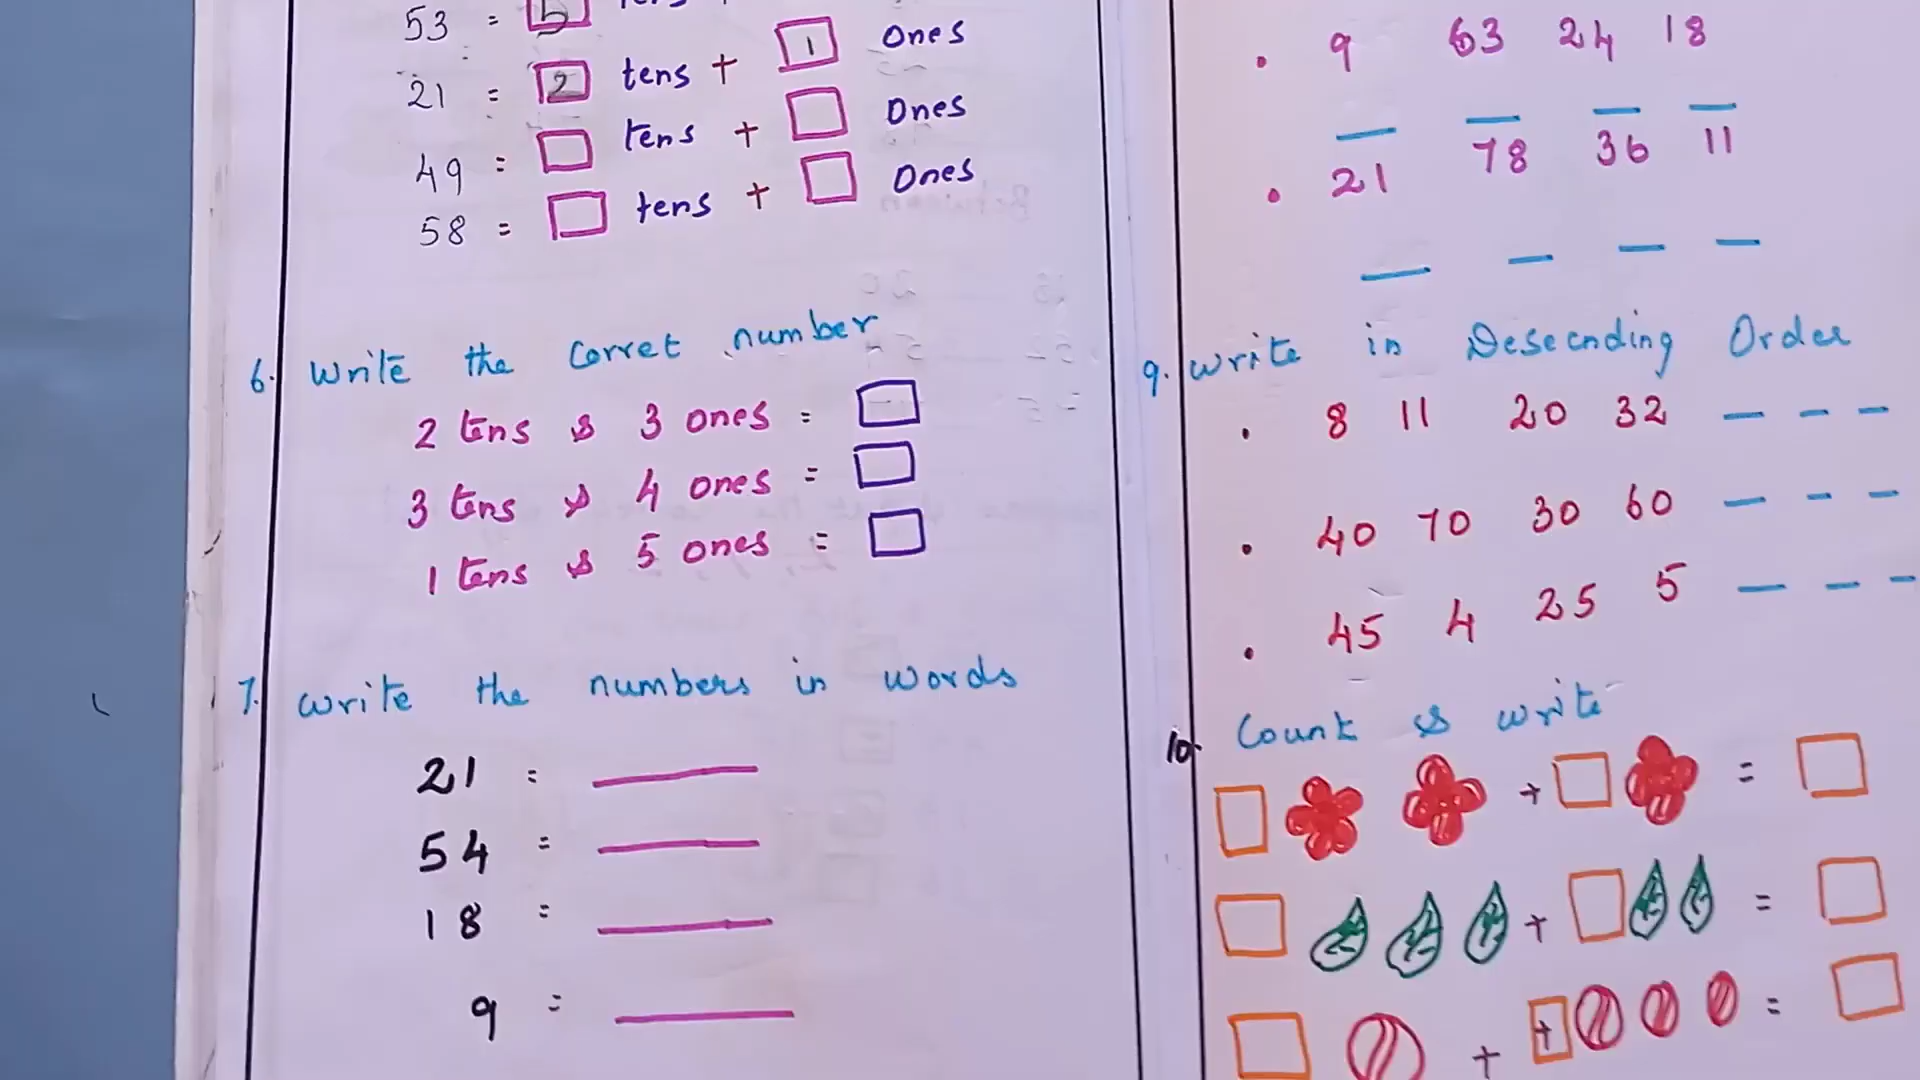 53 = 5
21 = 2 tens + 1 Ones
49 = tens + Ones
58 = tens + Ones
6. Write the Corret number
2 tens & 3 ones =
3 tens & 4 ones =
1 tens & 5 ones =
7. Write the numbers in words
21 =
54 =
18 =
9 =
. 9 63 24 18
. 21 78 36 11
9. Write in Desecnding Order
. 8 11 20 32
. 40 70 30 60
. 45 4 25 5
10. Count & write
+ =
+ =
+ + =